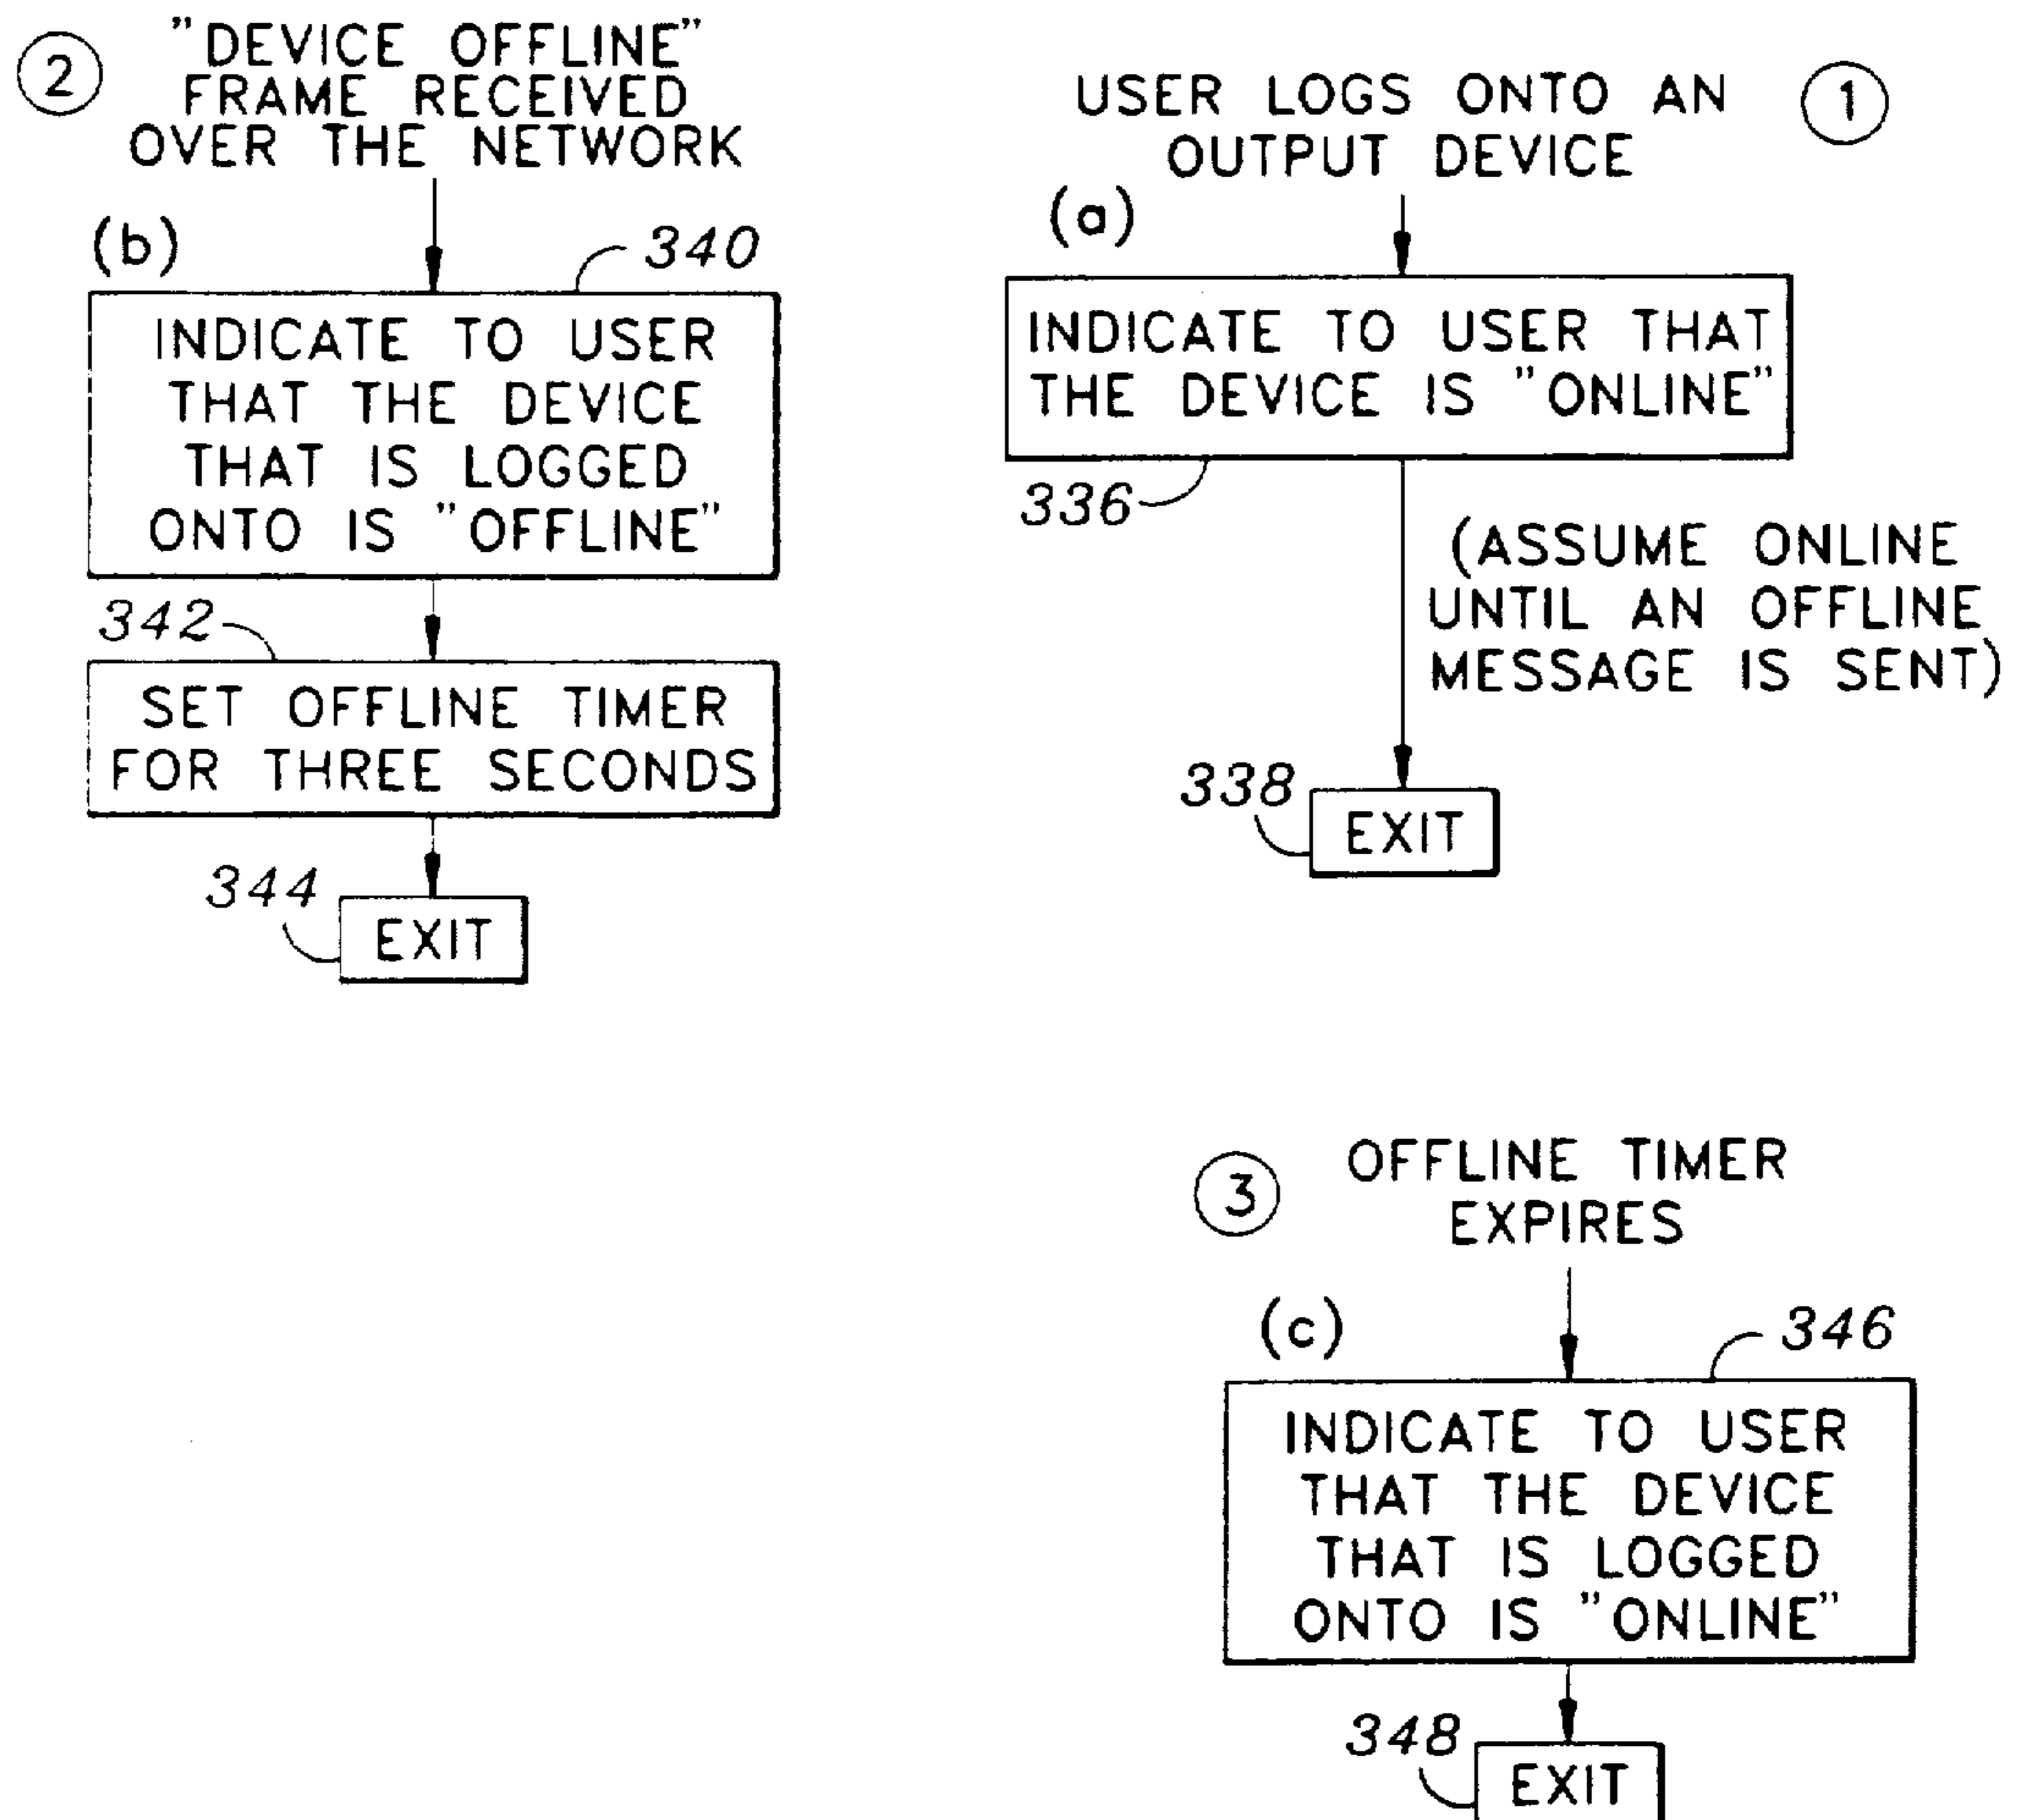 2
"DEVICE OFFLINE"
FRAME RECEIVED
OVER THE NETWORK
(b)
340
INDICATE TO USER
THAT THE DEVICE
THAT IS LOGGED
ONTO IS "OFFLINE"
342
SET OFFLINE TIMER
FOR THREE SECONDS
344
EXIT
USER LOGS ONTO AN
OUTPUT DEVICE
1
(a)
INDICATE TO USER THAT
THE DEVICE IS "ONLINE"
336
(ASSUME ONLINE
UNTIL AN OFFLINE
MESSAGE IS SENT)
338
EXIT
3
OFFLINE TIMER
EXPIRES
(c)
346
INDICATE TO USER
THAT THE DEVICE
THAT IS LOGGED
ONTO IS "ONLINE"
348
EXIT